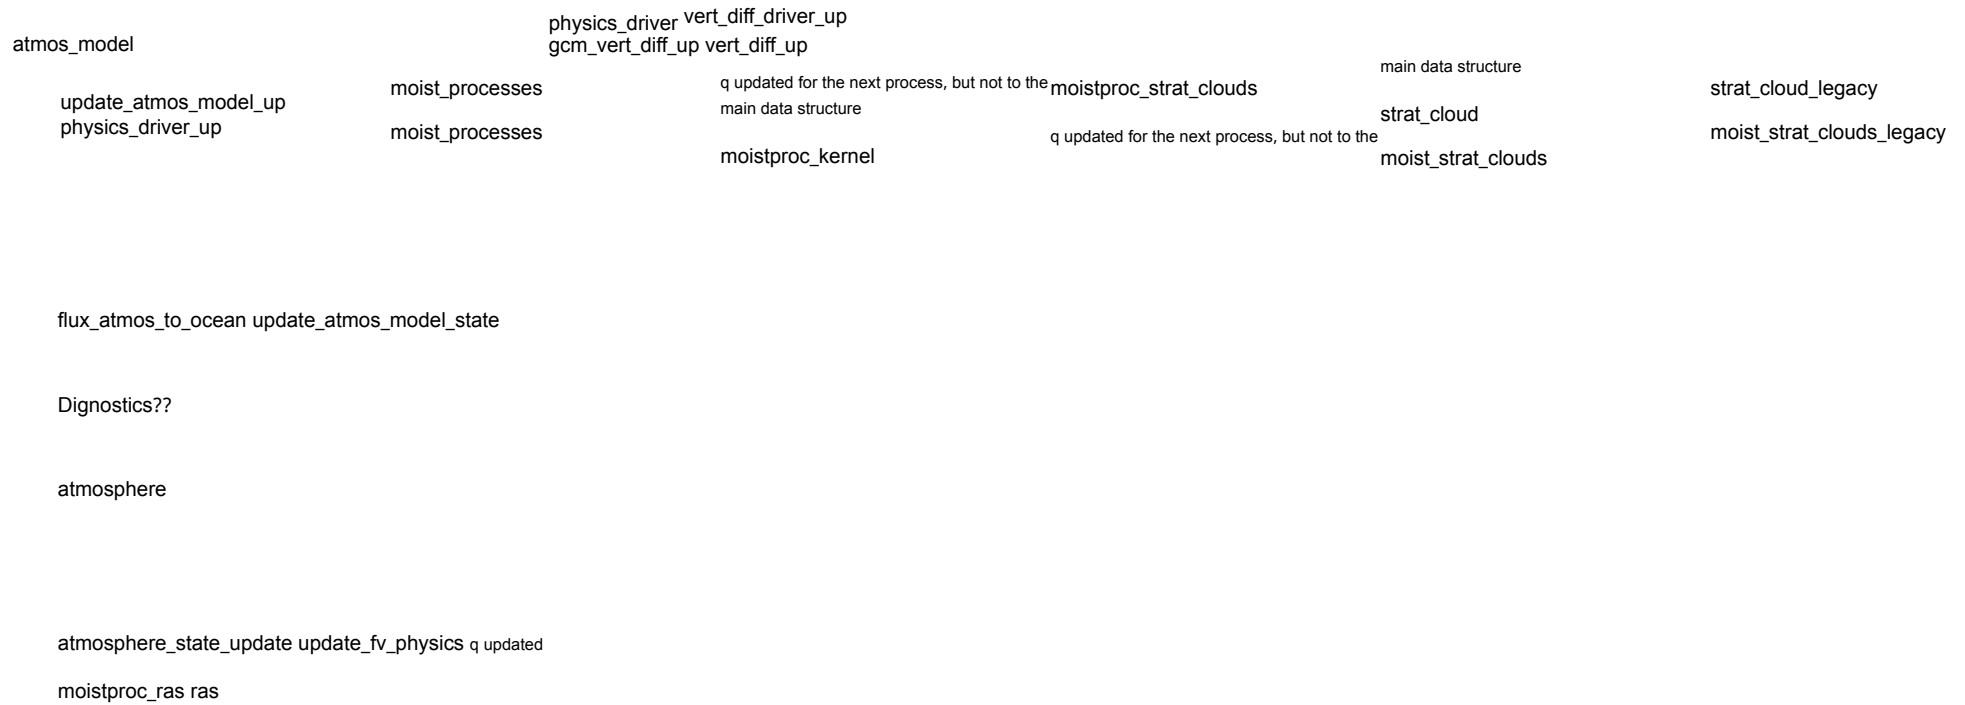 physics_driver vert_diff_driver_up
atmos_model
gcm_vert_diff_up vert_diff_up
update_atmos_model_up
physics_driver_up
moist_processes
moist_processes
q updated for the next process, but not to the
main data structure
moistproc_kernel
moistproc_strat_clouds
q updated for the next process, but not to the
main data structure
strat_cloud
moist_strat_clouds
strat_cloud_legacy
moist_strat_clouds_legacy
flux_atmos_to_ocean update_atmos_model_state
Dignostics??
atmosphere
atmosphere_state_update update_fv_physics q updated
moistproc_ras ras